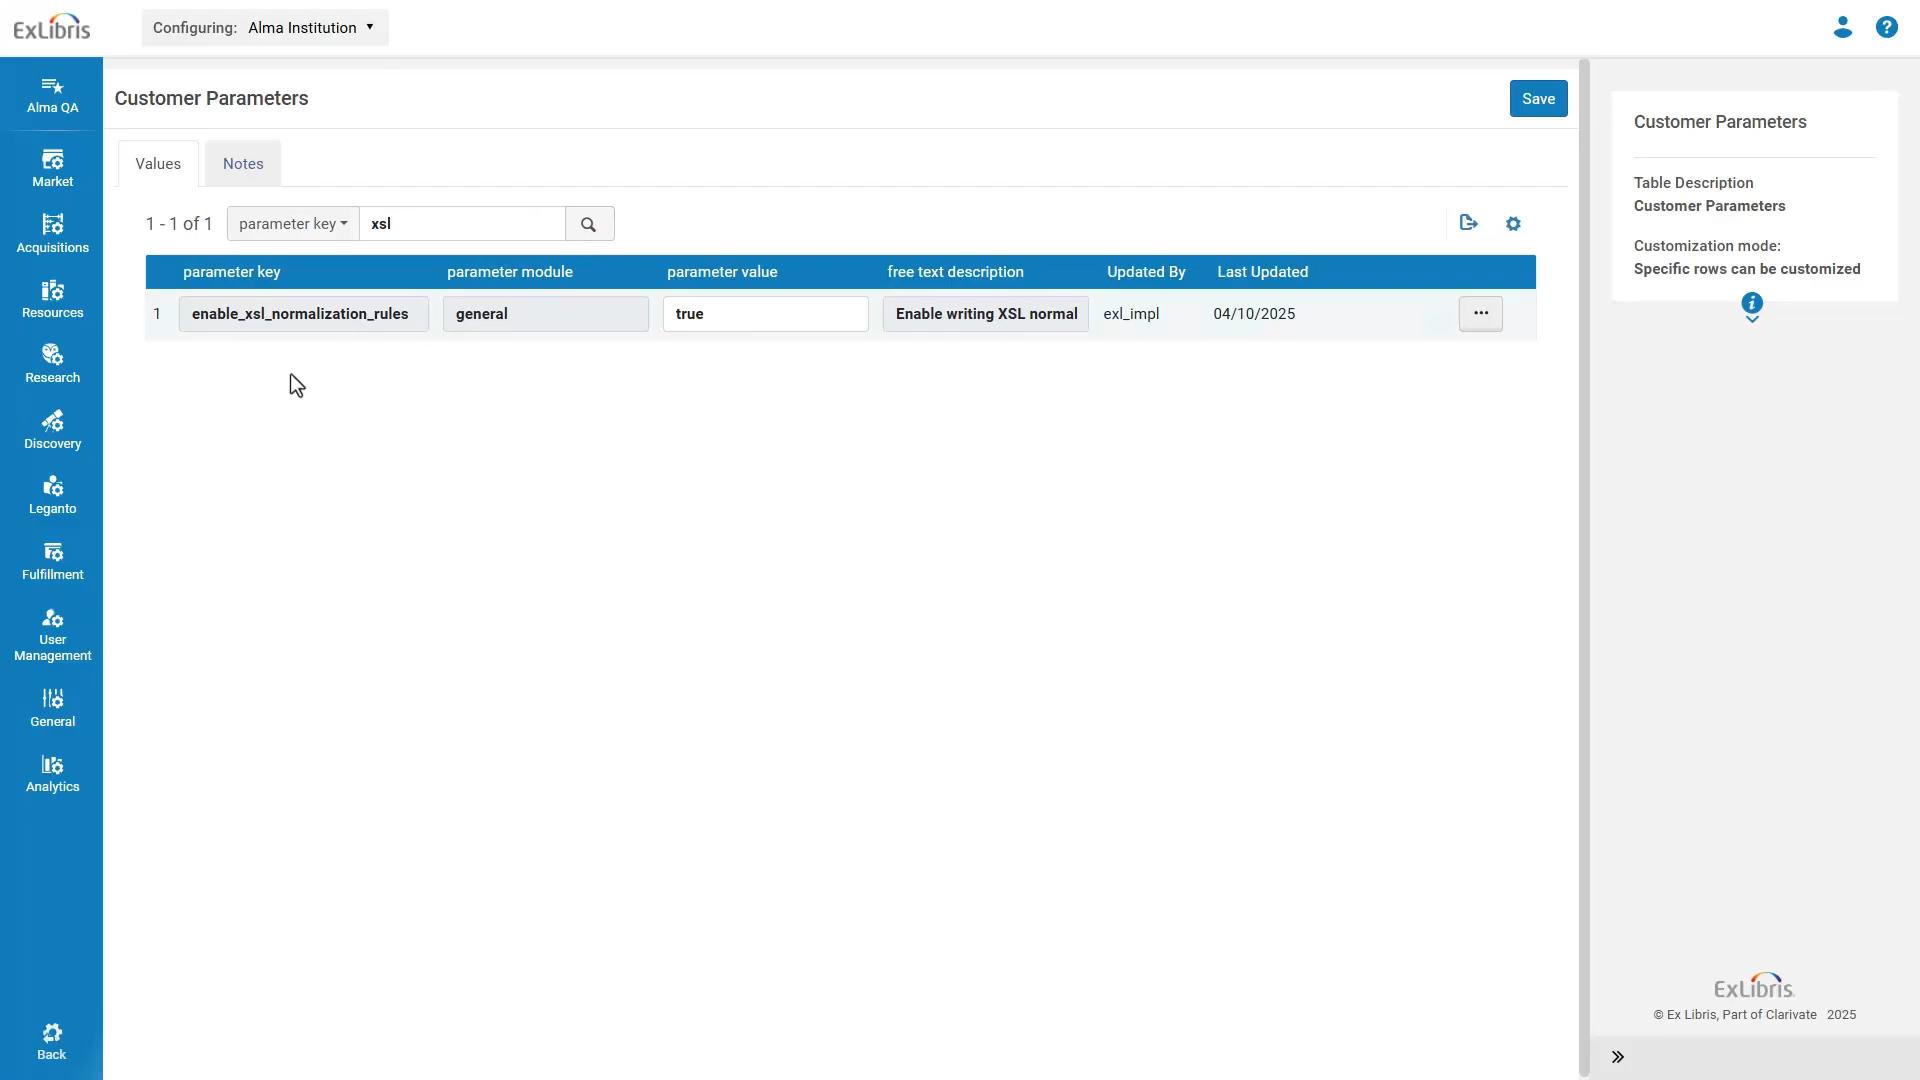 ExLibris
Configuring: Alma Institution
Alma QA
Market
Acquisitions
Resources
Research
Discovery
Leganto
Fulfillment
User
Management
General
Analytics
Back
Customer Parameters
Save
Values
Notes
1 - 1 of 1
parameter key
xsl
parameter key parameter module parameter value free text description Updated By Last Updated
1 enable_xsl_normalization_rules general true Enable writing XSL normal exl_impl 04/10/2025
Customer Parameters
Table Description
Customer Parameters
Customization mode:
Specific rows can be customized
ExLibris
© Ex Libris, Part of Clarivate 2025